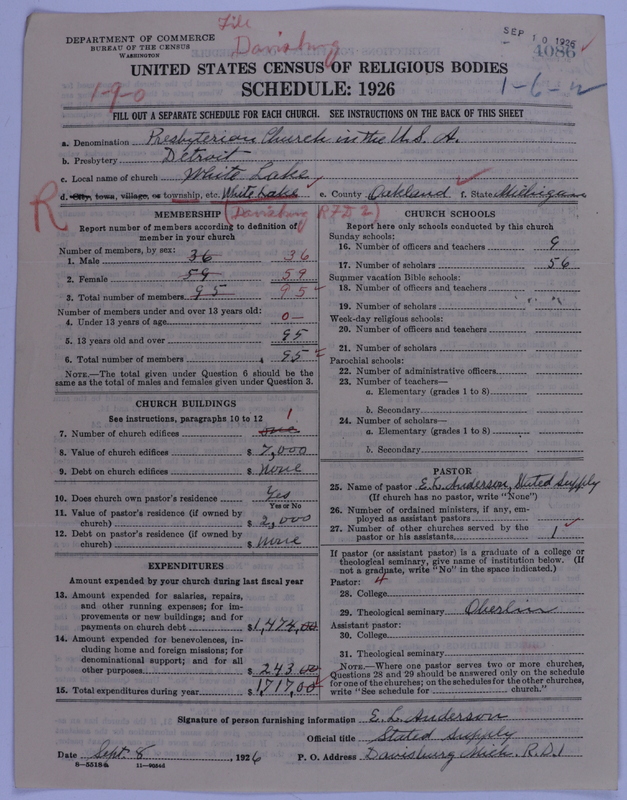 File
Davisburg
SEP 10 1926
4086
DEPARTMENT OF COMMERCE
BUREAU OF THE CENSUS
WASHINGTON
UNITED STATES CENSUS OF RELIGIOUS BODIES
SCHEDULE: 1926
1-9-0
1-6-12
FILL OUT A SEPARATE SCHEDULE FOR EACH CHURCH. SEE INSTRUCTIONS ON THE BACK OF THIS SHEET
a. Denomination Presbyterian Church in the U.S.A.
b. Presbytery Detroit
c. Local name of church White Lake
d. City, town, village, or township, etc. White Lake e. County Oakland f. State Michigan
R
(Davisburg RFD 2)
MEMBERSHIP
Report number of members according to definition of
member in your church
Number of members, by sex:
1. Male 36 36
2. Female 59 59
3. Total number of members 95 95
Number of members under and over 13 years old:
4. Under 13 years of age 0-
5. 13 years old and over 95
6. Total number of members 95
NOTE.—The total given under Question 6 should be the
same as the total of males and females given under Question 3.
CHURCH BUILDINGS
See instructions, paragraphs 10 to 12
7. Number of church edifices one 1
8. Value of church edifices $ 7,000
9. Debt on church edifices $ None
10. Does church own pastor's residence Yes
Yes or No
11. Value of pastor's residence (if owned by
church) $ 2,000
12. Debt on pastor's residence (if owned by
church) $ None
EXPENDITURES
Amount expended by your church during last fiscal year
13. Amount expended for salaries, repairs,
and other running expenses; for im-
provements or new buildings; and for
payments on church debt $ 1,474.00
14. Amount expended for benevolences, in-
cluding home and foreign missions; for
denominational support; and for all
other purposes $ 243.00
15. Total expenditures during year $ 1717.00
CHURCH SCHOOLS
Report here only schools conducted by this church
Sunday schools:
16. Number of officers and teachers 9
17. Number of scholars 56
Summer vacation Bible schools:
18. Number of officers and teachers
19. Number of scholars
Week-day religious schools:
20. Number of officers and teachers
21. Number of scholars
Parochial schools:
22. Number of administrative officers
23. Number of teachers—
a. Elementary (grades 1 to 8)
b. Secondary
24. Number of scholars—
a. Elementary (grades 1 to 8)
b. Secondary
PASTOR
25. Name of pastor E. L. Anderson, Stated Supply
(If church has no pastor, write "None")
26. Number of ordained ministers, if any, em-
ployed as assistant pastors
27. Number of other churches served by the
pastor or his assistants 1
If pastor (or assistant pastor) is a graduate of a college or
theological seminary, give name of institution below. (If
not a graduate, write "No" in the space indicated.)
Pastor: 4
28. College
29. Theological seminary Oberlin
Assistant pastor:
30. College
31. Theological seminary
NOTE.—Where one pastor serves two or more churches,
Questions 28 and 29 should be answered only on the schedule
for one of the churches; on the schedules for the other churches,
write "See schedule for church."
Signature of person furnishing information E. L. Anderson
Official title Stated Supply
Date Sept. 8, 1926 P. O. Address Davisburg Mich. R.D.1
8—5518a 11—9054d